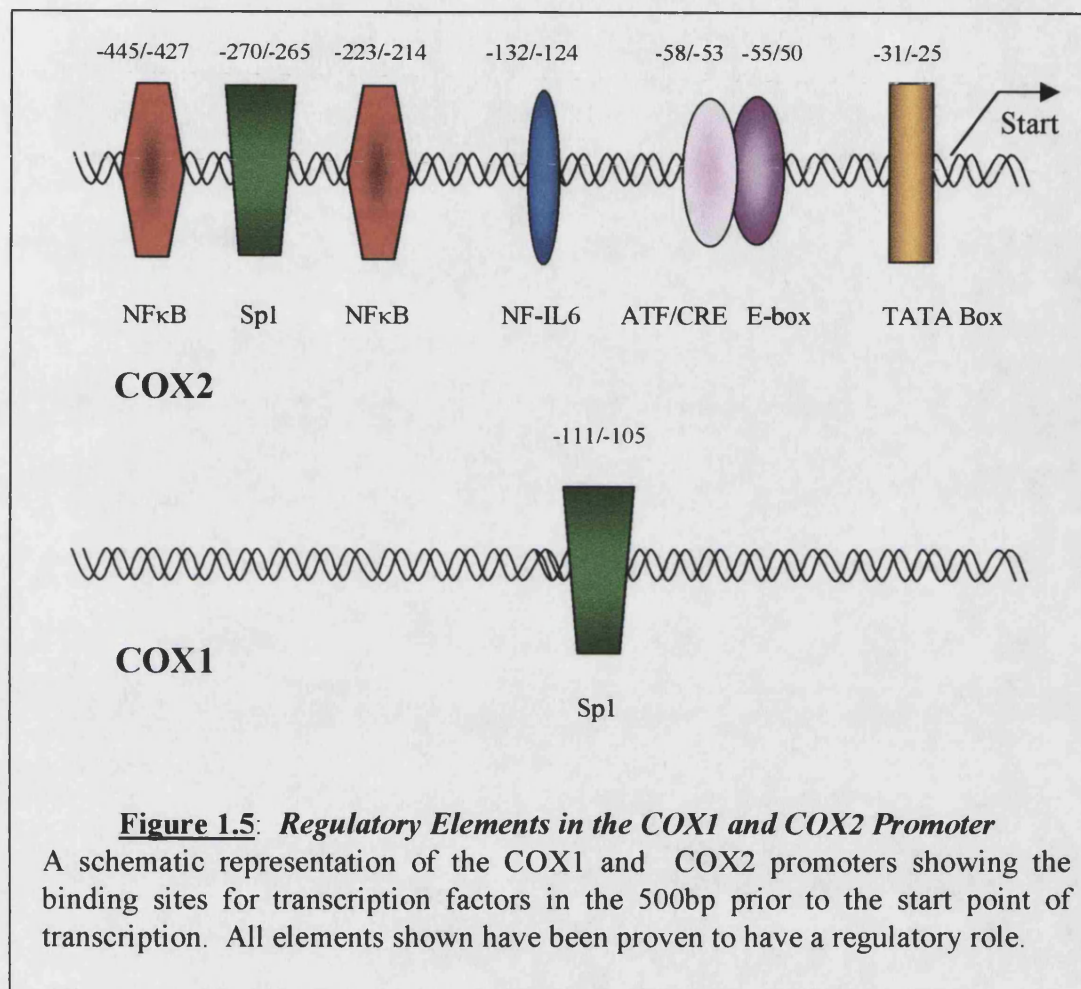 -445/-427 -270/-265 -223/-214 -132/-124 -58/-53 -55/50 -31/-25
Start
NFκB Sp1 NFκB NF-IL6 ATF/CRE E-box TATA Box
COX2
-111/-105
COX1
Sp1
Figure 1.5: Regulatory Elements in the COX1 and COX2 Promoter
A schematic representation of the COX1 and COX2 promoters showing the
binding sites for transcription factors in the 500bp prior to the start point of
transcription. All elements shown have been proven to have a regulatory role.